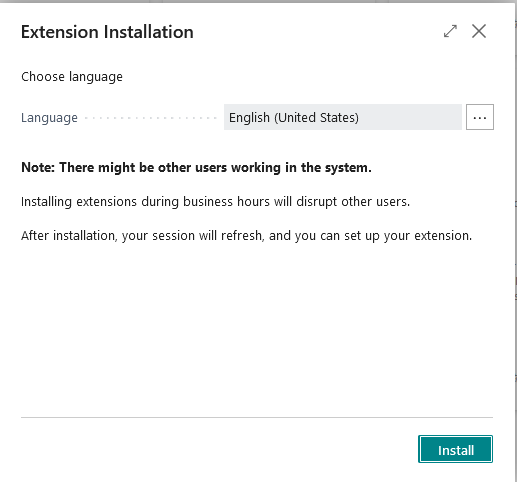 Extension Installation
Choose language
Language English (United States) ...
Note: There might be other users working in the system.
Installing extensions during business hours will disrupt other users.
After installation, your session will refresh, and you can set up your extension.
Install